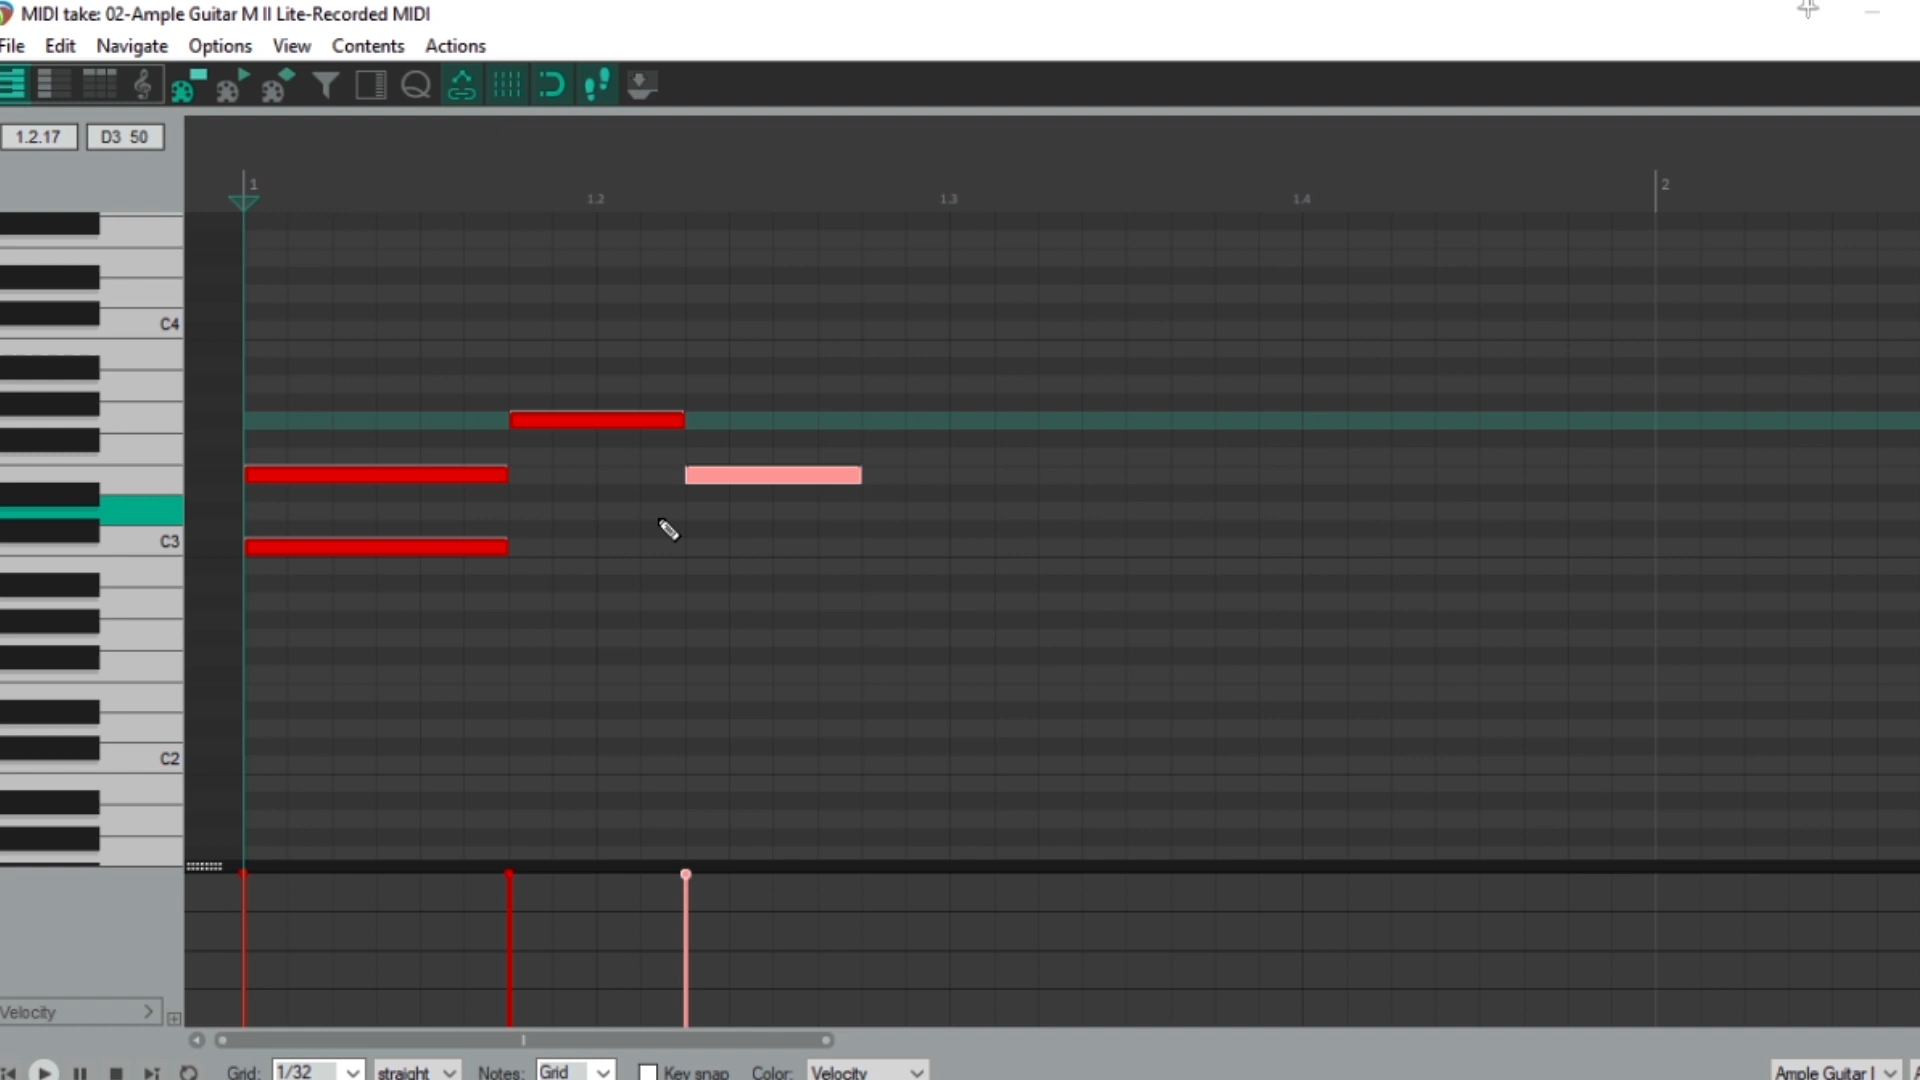 MIDI take: 02-Ample Guitar M II Lite-Recorded MIDI
File Edit Navigate Options View Contents Actions
1.2.17 D3 50
1 2
1.2 1.3 1.4
C4
C3
C2
Velocity
Grid: 1/32 straight Notes: Grid Key snap Color: Velocity Ample Guitar